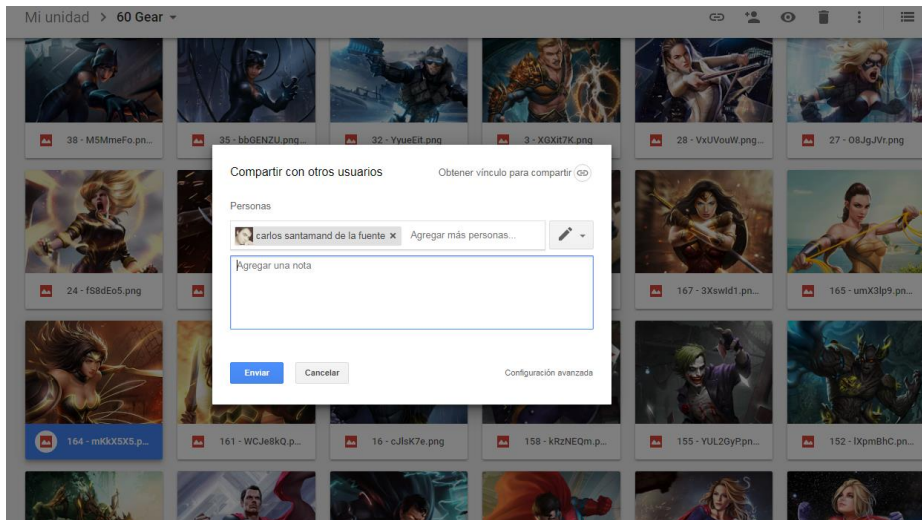 Mi unidad > 60 Gear
38 - M5MmeFo.pn...
35 - bbGENZU.png...
32 - YyueEit.png
3 - XGXit7K.png
28 - VxUVouW.png...
27 - O8JgJVr.png
Compartir con otros usuarios
Obtener vínculo para compartir
Personas
carlos santamand de la fuente × Agregar más personas...
Agregar una nota
24 - fS8dEo5.png
167 - 3Xswld1.pn...
165 - umX3lp9.pn...
Enviar
Cancelar
Configuración avanzada
164 - mKkX5X5.p...
161 - WCJe8kQ.p...
16 - cJlsK7e.png
158 - kRzNEQm.p...
155 - YUL2GyP.pn...
152 - IXpmBhC.pn...